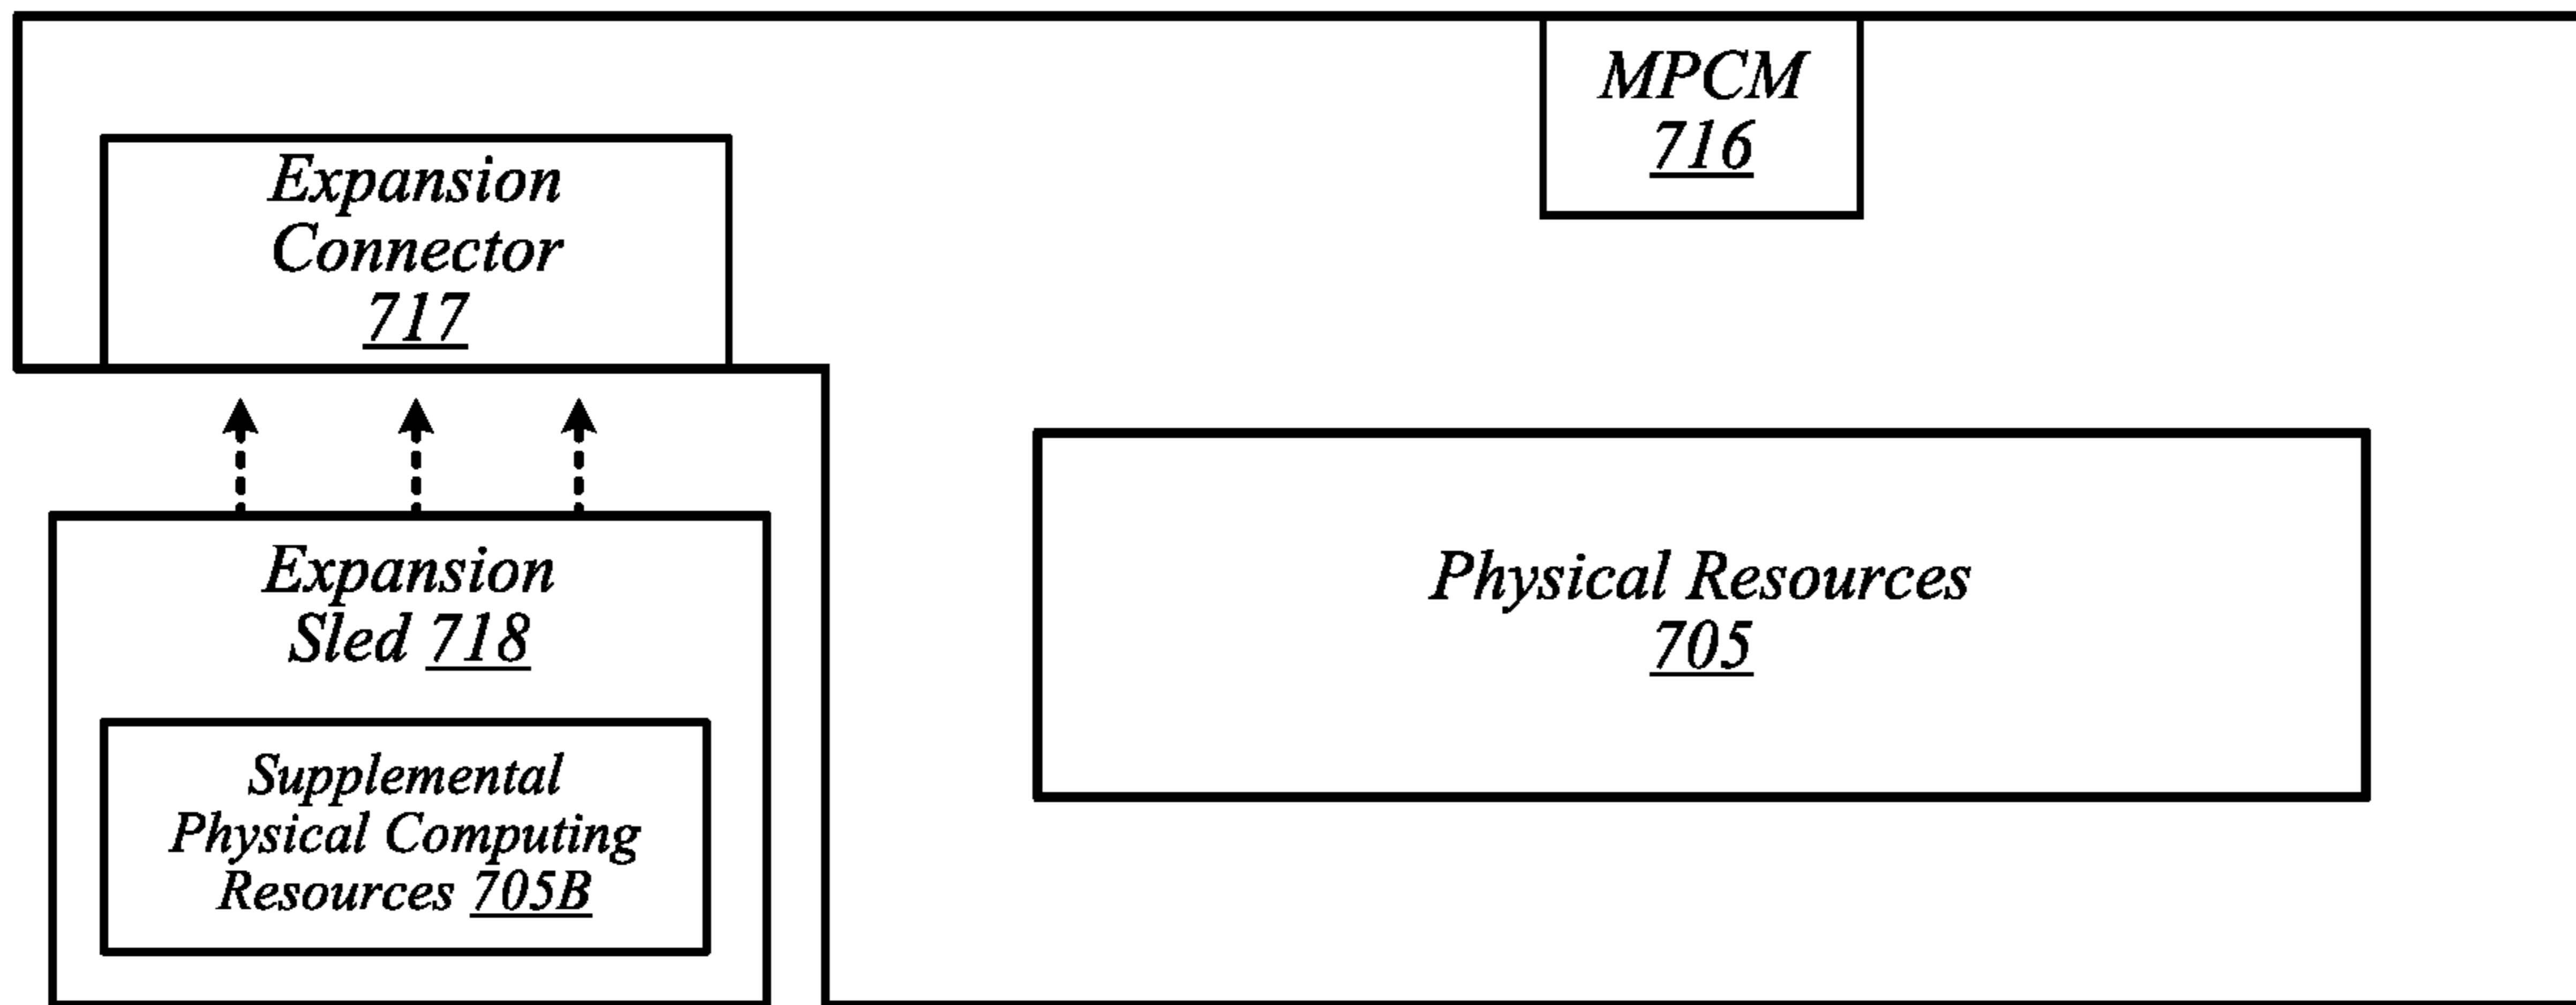 MPCM
716
Expansion
Connector
717
Expansion
Sled 718
Physical Resources
705
Supplemental
Physical Computing
Resources 705B